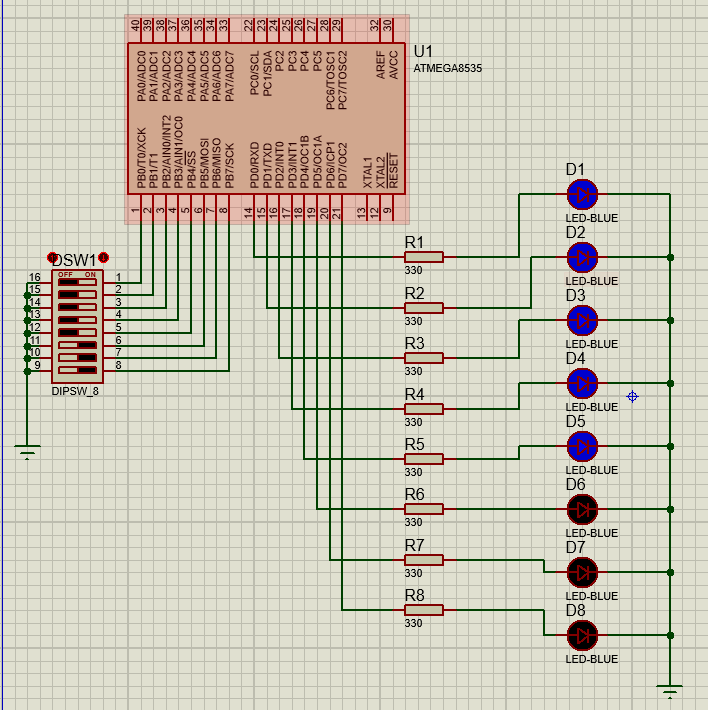 40 39 38 37 36 35 34 33 22 23 24 25 26 27 28 29 32 30
PA0/ADC0
PA1/ADC1
PA2/ADC2
PA3/ADC3
PA4/ADC4
PA5/ADC5
PA6/ADC6
PA7/ADC7
PC0/SCL
PC1/SDA
PC2
PC3
PC4
PC5
PC6/TOSC1
PC7/TOSC2
AREF
AVCC
U1
ATMEGA8535
PB0/T0/XCK
PB1/T1
PB2/AIN0/INT2
PB3/AIN1/OC0
PB4/SS
PB5/MOSI
PB6/MISO
PB7/SCK
PD0/RXD
PD1/TXD
PD2/INT0
PD3/INT1
PD4/OC1B
PD5/OC1A
PD6/ICP1
PD7/OC2
XTAL1
XTAL2
RESET
1 2 3 4 5 6 7 8 14 15 16 17 18 19 20 21 13 12 9
DSW1
OFF ON
16 1
15 2
14 3
13 4
12 5
11 6
10 7
9 8
DIPSW_8
R1
330
R2
330
R3
330
R4
330
R5
330
R6
330
R7
330
R8
330
D1
LED-BLUE
D2
LED-BLUE
D3
LED-BLUE
D4
LED-BLUE
D5
LED-BLUE
D6
LED-BLUE
D7
LED-BLUE
D8
LED-BLUE